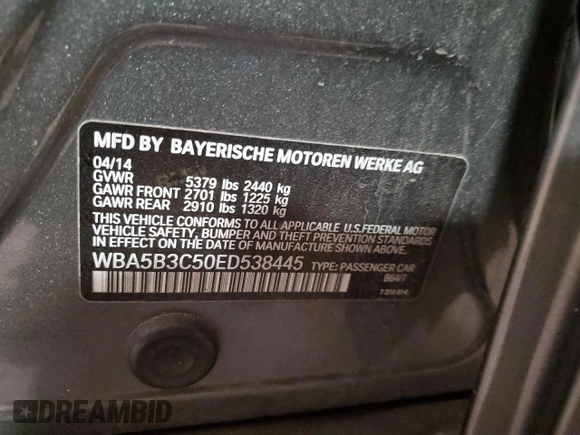 MFD BY BAYERISCHE MOTOREN WERKE AG
04/14
GVWR 5379 lbs 2440 kg
GAWR FRONT 2701 lbs 1225 kg
GAWR REAR 2910 lbs 1320 kg
THIS VEHICLE CONFORMS TO ALL APPLICABLE U.S.FEDERAL MOTOR
VEHICLE SAFETY, BUMPER AND THEFT PREVENTION STANDARDS
IN EFFECT ON THE DATE OF MANUFACTURE SHOWN ABOVE.
WBA5B3C50ED538445 TYPE: PASSENGER CAR
DREAMBID